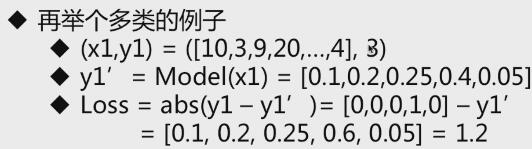 ◆ 再举个多类的例子
◆ (x1,y1) = ([10,3,9,20,...,4], 3)
◆ y1′ = Model(x1) = [0.1,0.2,0.25,0.4,0.05]
◆ Loss = abs(y1 – y1′ )= [0,0,0,1,0] – y1′
= [0.1, 0.2, 0.25, 0.6, 0.05] = 1.2